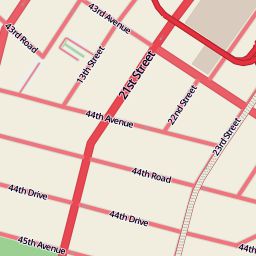 43rd Avenue
43rd Road
13th Street
21st Street
22nd Street
44th Avenue
23rd Street
44th Road
44th Drive
44th Drive
45th Avenue
44th